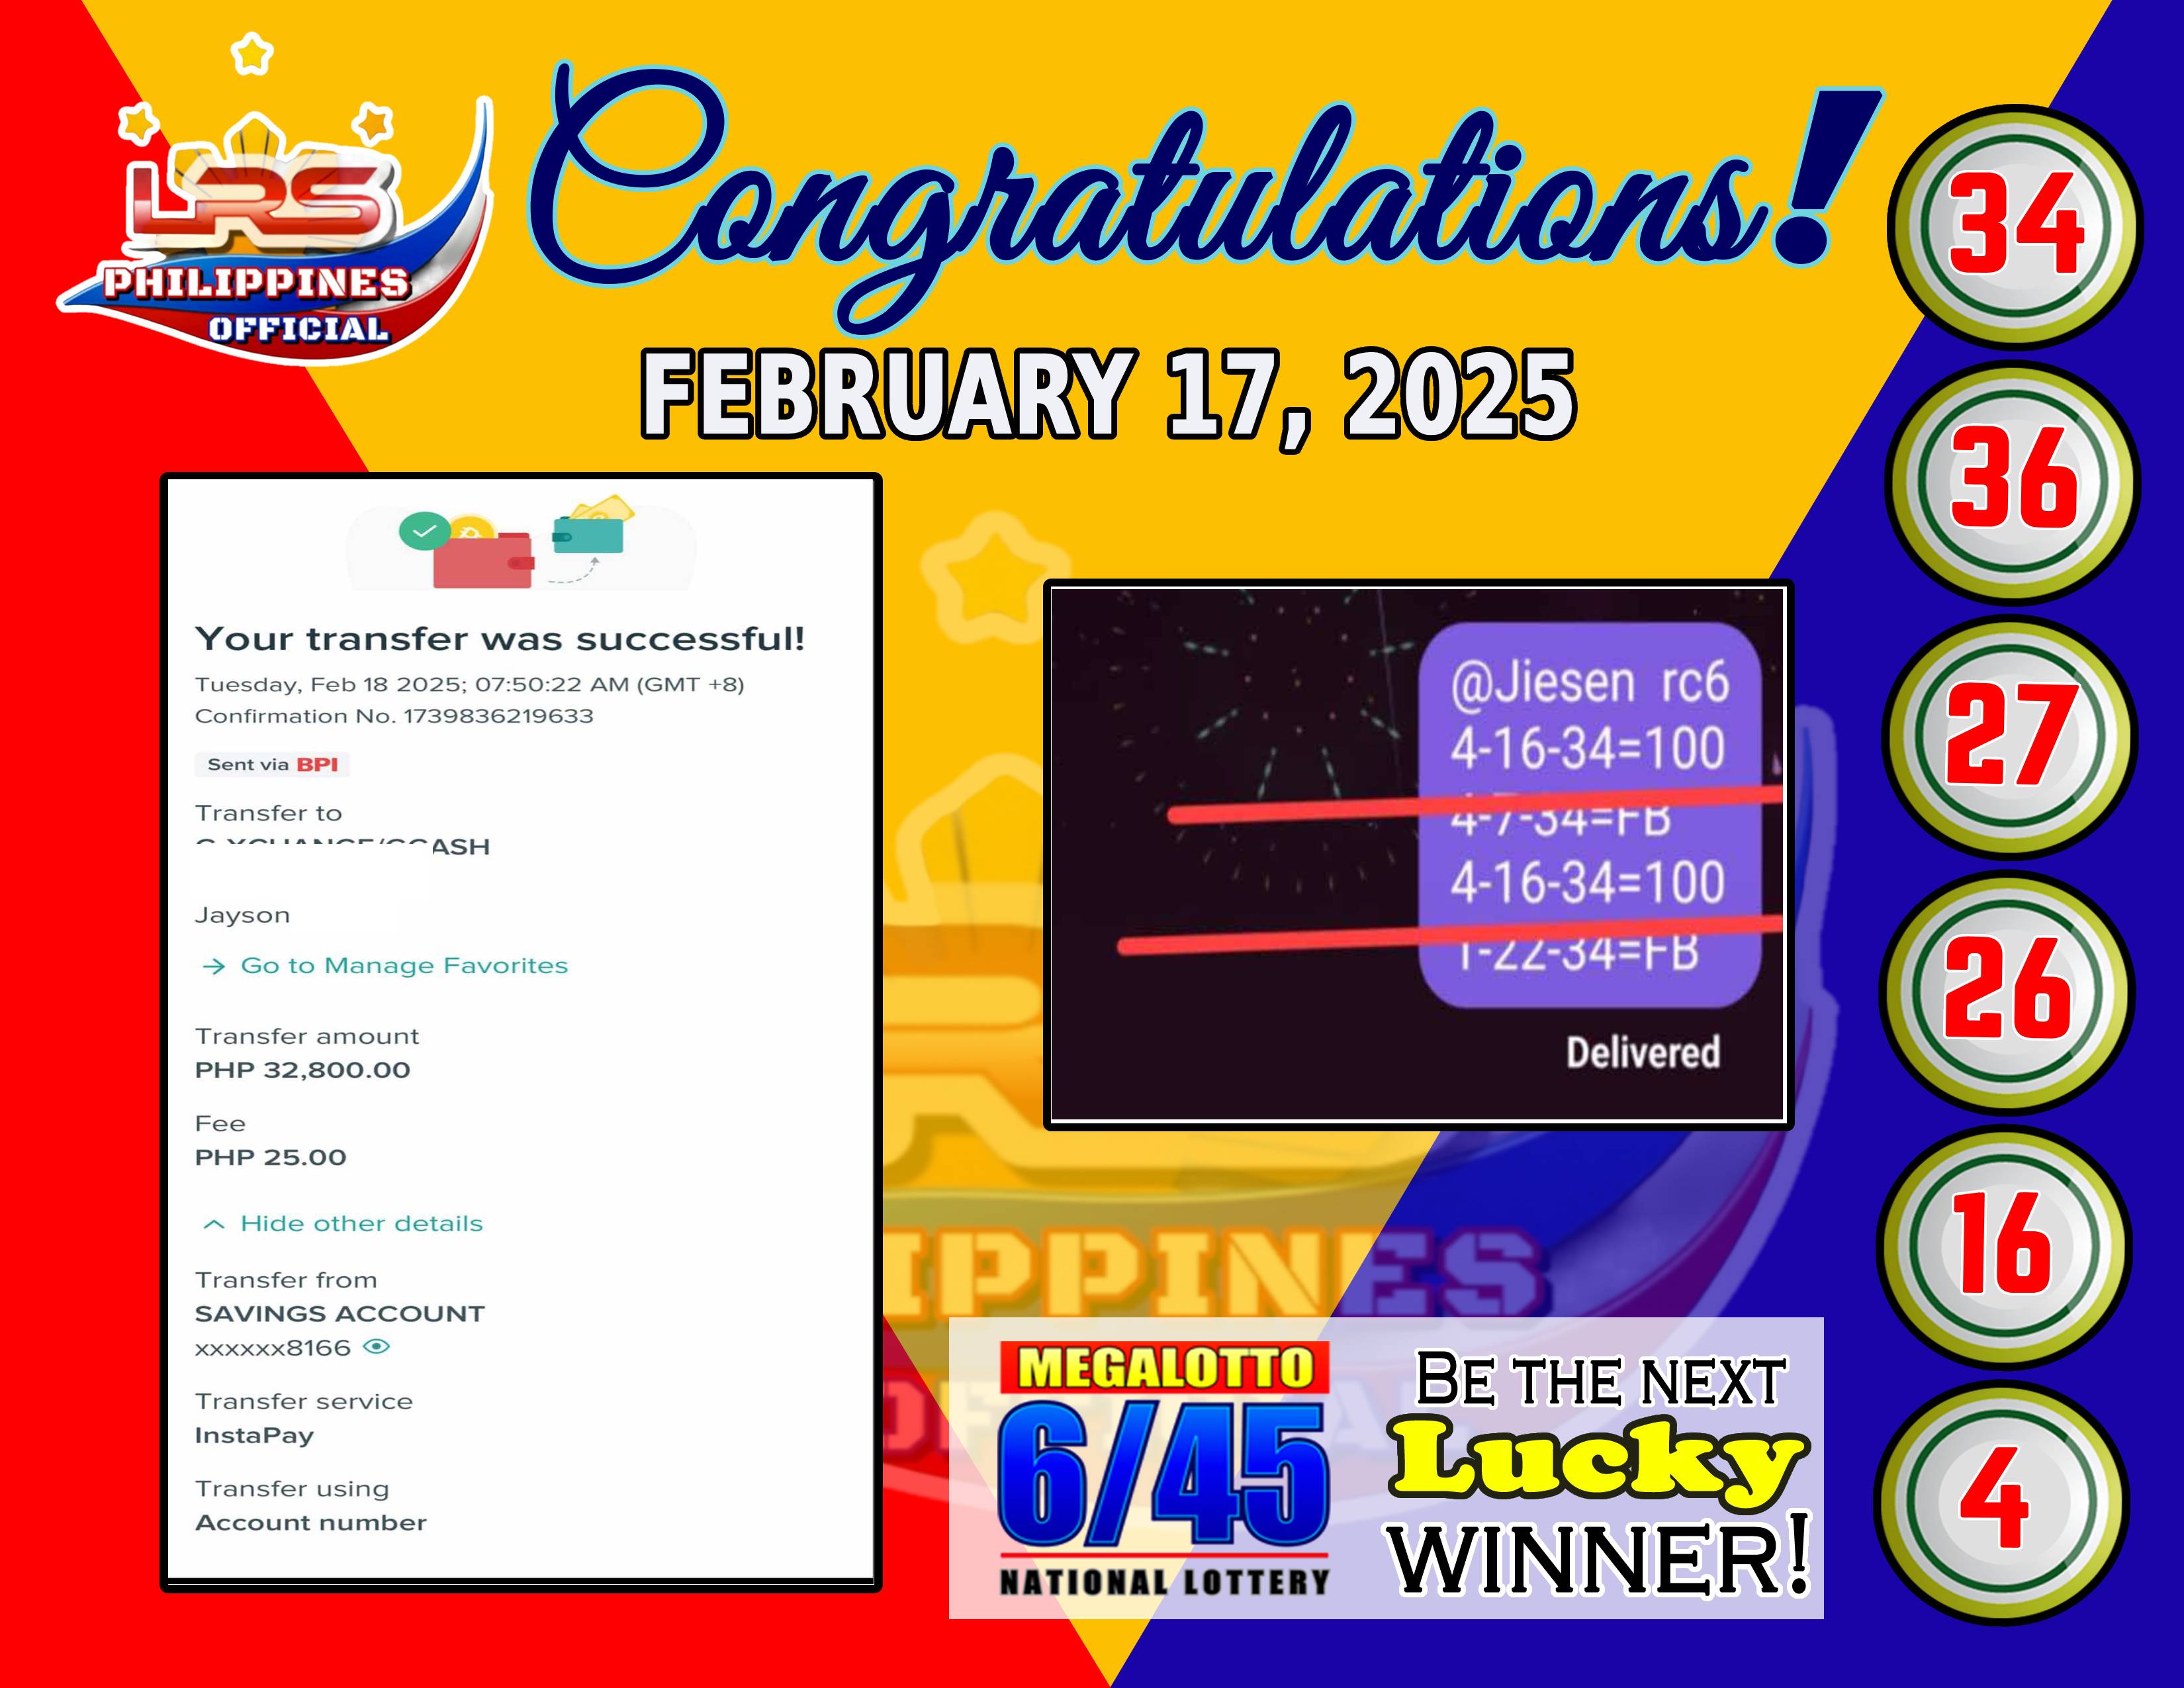 LRS
PHILIPPINES
OFFICIAL
Congratulations!
FEBRUARY 17, 2025
Your transfer was successful!
Tuesday, Feb 18 2025; 07:50:22 AM (GMT +8)
Confirmation No. 1739836219633
Sent via BPI
Transfer to
Jayson
→ Go to Manage Favorites
Transfer amount
PHP 32,800.00
Fee
PHP 25.00
Hide other details
Transfer from
SAVINGS ACCOUNT
xxxxxx8166
Transfer service
InstaPay
Transfer using
Account number
@Jiesen rc6
4-16-34=100
4-7-34=FB
4-16-34=100
1-22-34=FB
Delivered
MEGALOTTO
6/45
NATIONAL LOTTERY
BE THE NEXT
Lucky
WINNER!
34
36
27
26
16
4